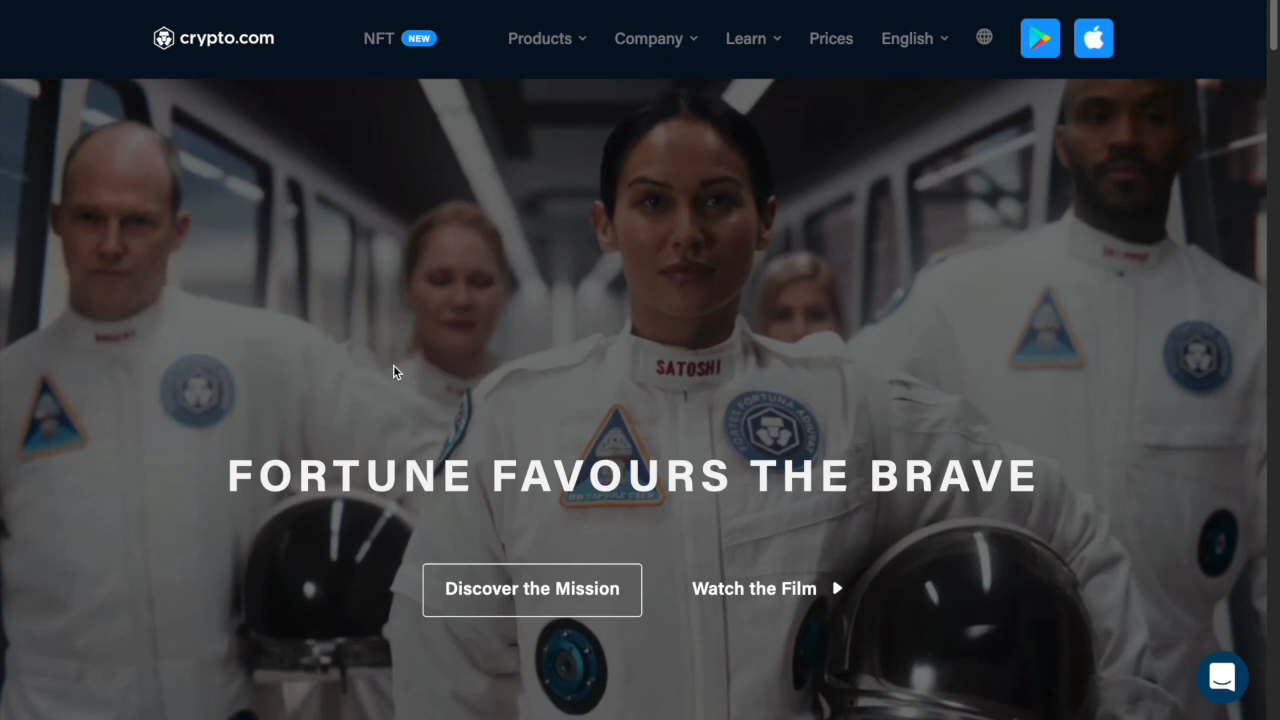 crypto.com
NFT NEW Products Company Learn Prices English
SATOSHI
FORTUNE FAVOURS THE BRAVE
Discover the Mission Watch the Film